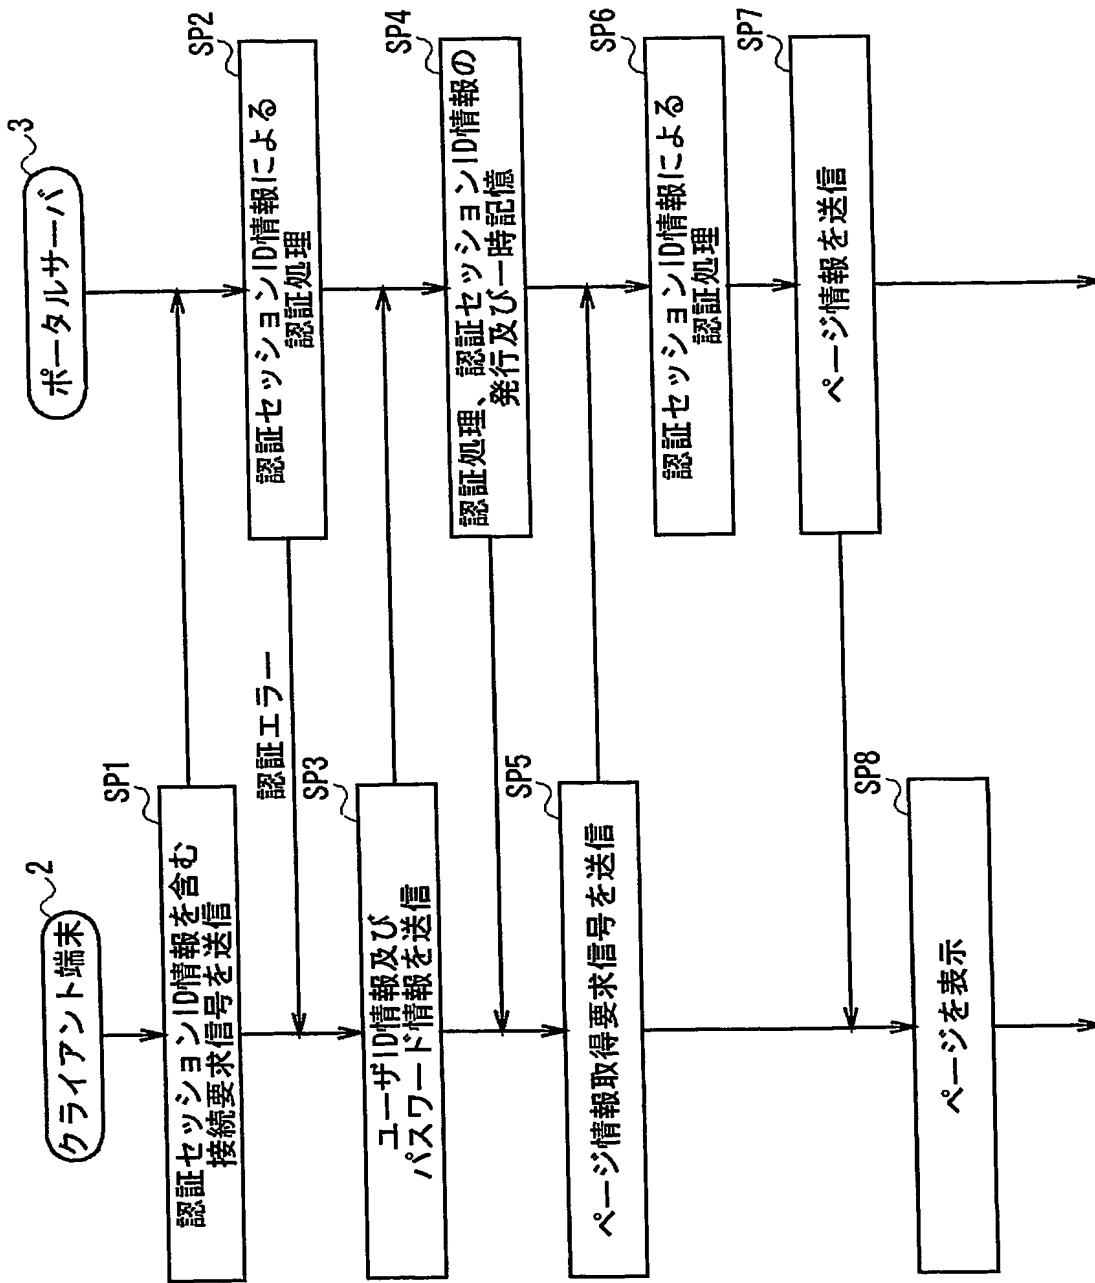 クライアント端末
2
ポータルサーバ
3
SP1
認証セッションID情報を含む
接続要求信号を送信
SP2
認証セッションID情報による
認証処理
認証エラー
SP3
ユーザID情報及び
パスワード情報を送信
SP4
認証処理、認証セッションID情報の
発行及び一時記憶
SP5
ページ情報取得要求信号を送信
SP6
認証セッションID情報による
認証処理
SP7
ページ情報を送信
SP8
ページを表示